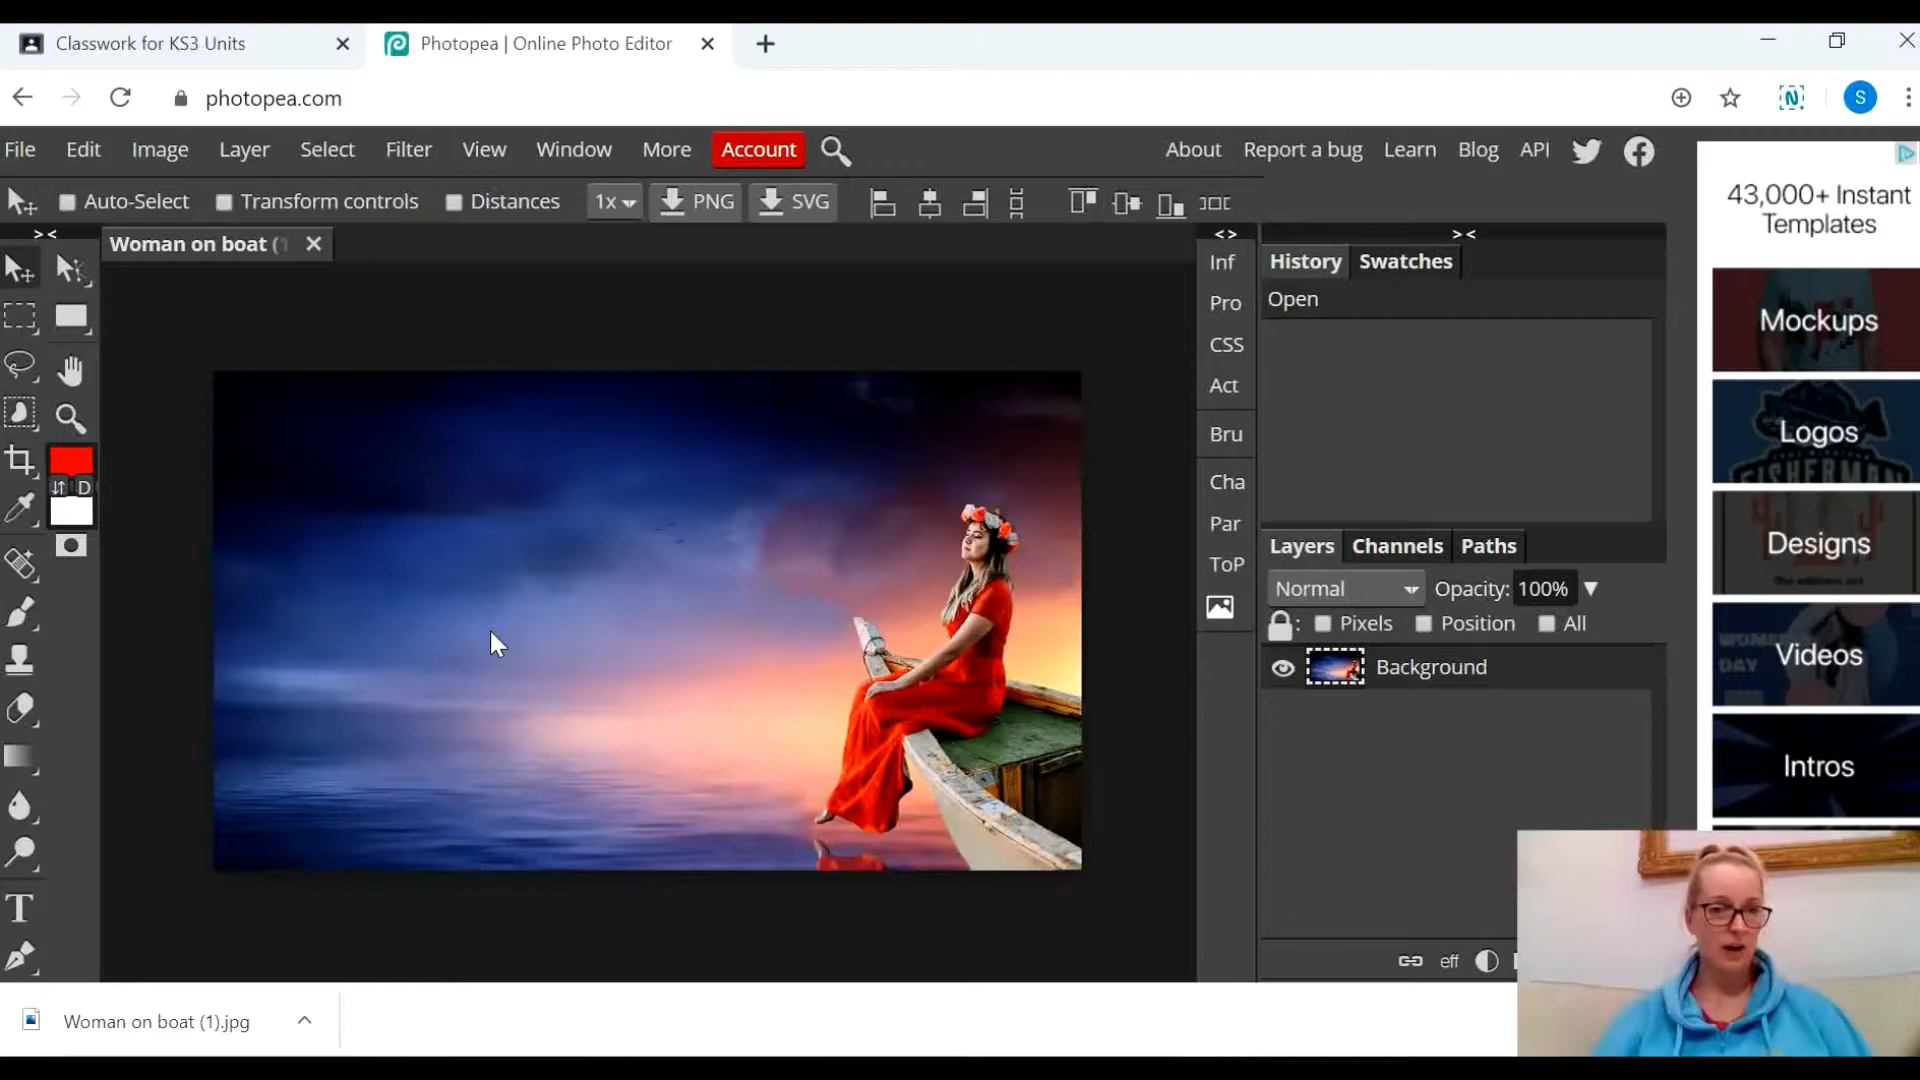 Classwork for KS3 Units
Photopea | Online Photo Editor
photopea.com
S
File Edit Image Layer Select Filter View Window More Account
About Report a bug Learn Blog API
Auto-Select Transform controls Distances 1x PNG SVG
> <
Woman on boat (
< >
> <
Inf
Pro
CSS
Act
Bru
Cha
Par
ToP
History Swatches
Open
Layers Channels Paths
Normal Opacity: 100%
: Pixels Position All
Background
eff
D
T
43,000+ Instant
Templates
Mockups
Logos
FISHERMAN
Designs
Videos
Intros
Woman on boat (1).jpg